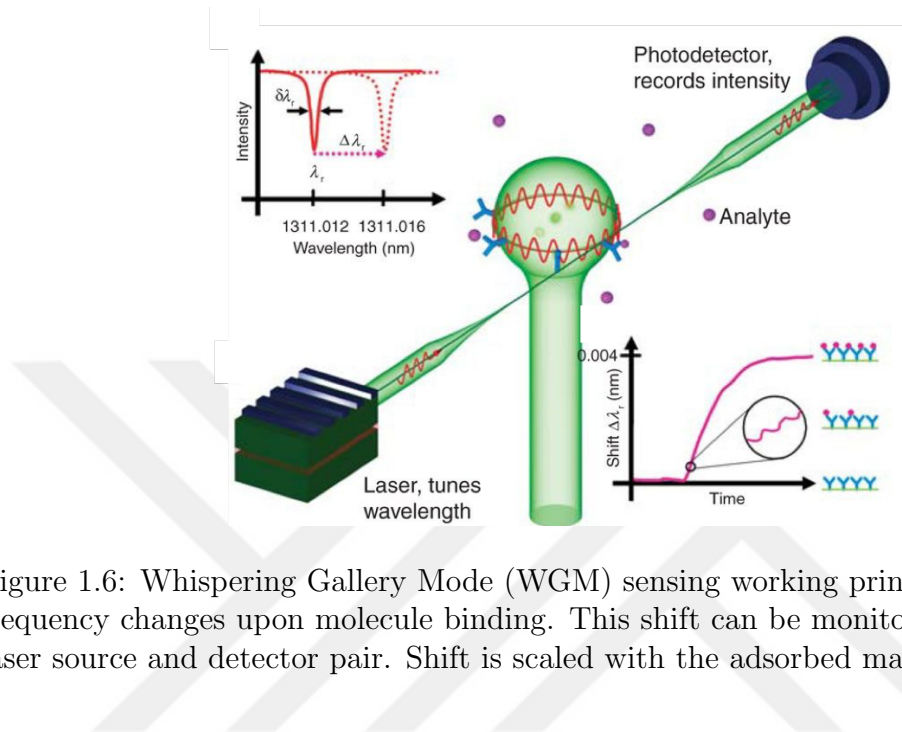 Photodetector,
records intensity
δλr
Δλr
Intensity
λr
1311.012 1311.016
Wavelength (nm)
Analyte
0.004
Shift Δλr (nm)
Time
Laser, tunes
wavelength
igure 1.6: Whispering Gallery Mode (WGM) sensing working prin
equency changes upon molecule binding. This shift can be monito
aser source and detector pair. Shift is scaled with the adsorbed ma